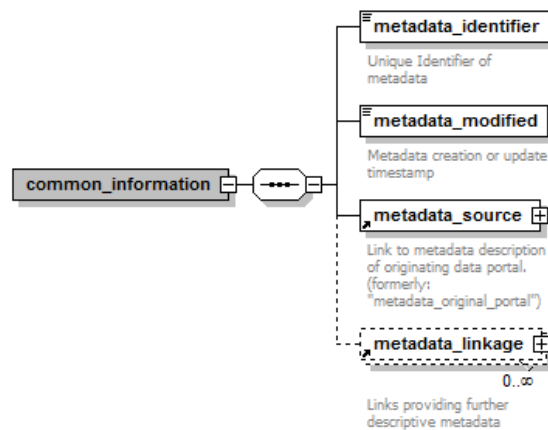 metadata_identifier
Unique Identifier of
metadata
metadata_modified
Metadata creation or update
timestamp
common_information
metadata_source
Link to metadata description
of originating data portal.
(formerly:
"metadata_original_portal")
metadata_linkage
0..∞
Links providing further
descriptive metadata